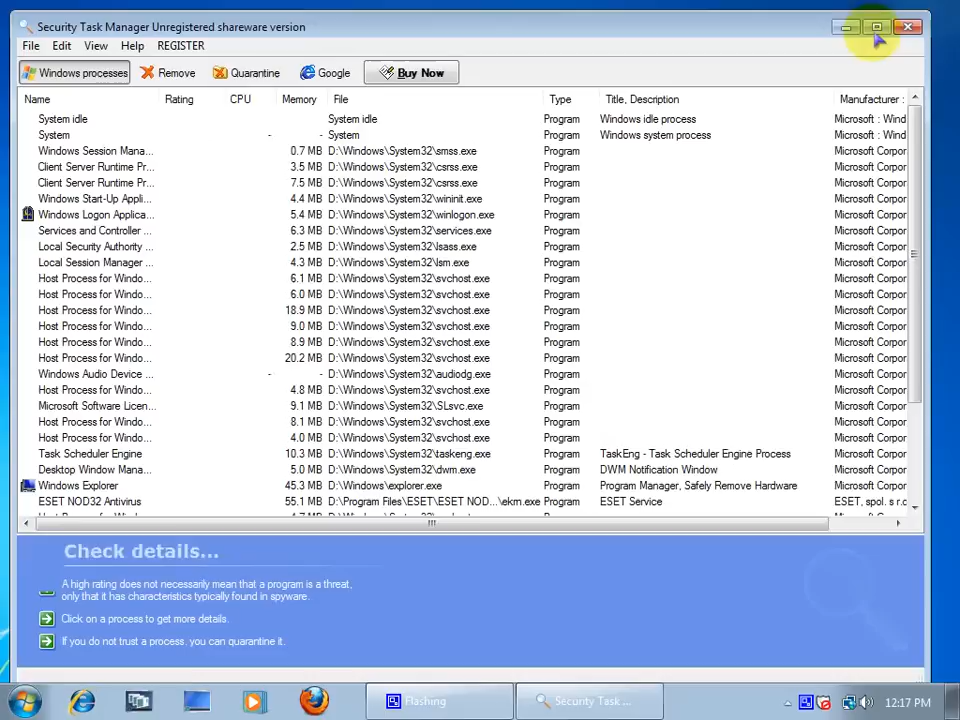 Security Task Manager Unregistered shareware version
File Edit View Help REGISTER
Windows processes Remove Quarantine Google Buy Now
Name Rating CPU Memory File Type Title, Description Manufacturer :
System idle System idle Program Windows idle process Microsoft : Wind
System - - System Program Windows system process Microsoft : Wind
Windows Session Mana... 0.7 MB D:\Windows\System32\smss.exe Program Microsoft Corpor
Client Server Runtime Pr... 3.5 MB D:\Windows\System32\csrss.exe Program Microsoft Corpor
Client Server Runtime Pr... 7.5 MB D:\Windows\System32\csrss.exe Program Microsoft Corpor
Windows Start-Up Appli... 4.4 MB D:\Windows\System32\wininit.exe Program Microsoft Corpor
Windows Logon Applica... 5.4 MB D:\Windows\System32\winlogon.exe Program Microsoft Corpor
Services and Controller ... 6.3 MB D:\Windows\System32\services.exe Program Microsoft Corpor
Local Security Authority ... 2.5 MB D:\Windows\System32\lsass.exe Program Microsoft Corpor
Local Session Manager ... 4.3 MB D:\Windows\System32\lsm.exe Program Microsoft Corpor
Host Process for Windo... 6.1 MB D:\Windows\System32\svchost.exe Program Microsoft Corpor
Host Process for Windo... 6.0 MB D:\Windows\System32\svchost.exe Program Microsoft Corpor
Host Process for Windo... 18.9 MB D:\Windows\System32\svchost.exe Program Microsoft Corpor
Host Process for Windo... 9.0 MB D:\Windows\System32\svchost.exe Program Microsoft Corpor
Host Process for Windo... 8.9 MB D:\Windows\System32\svchost.exe Program Microsoft Corpor
Host Process for Windo... 20.2 MB D:\Windows\System32\svchost.exe Program Microsoft Corpor
Windows Audio Device ... - - D:\Windows\System32\audiodg.exe Program Microsoft Corpor
Host Process for Windo... 4.8 MB D:\Windows\System32\svchost.exe Program Microsoft Corpor
Microsoft Software Licen... 9.1 MB D:\Windows\System32\SLsvc.exe Program Microsoft Corpor
Host Process for Windo... 8.1 MB D:\Windows\System32\svchost.exe Program Microsoft Corpor
Host Process for Windo... 4.0 MB D:\Windows\System32\svchost.exe Program Microsoft Corpor
Task Scheduler Engine 10.3 MB D:\Windows\System32\taskeng.exe Program TaskEng - Task Scheduler Engine Process Microsoft Corpor
Desktop Window Mana... 5.0 MB D:\Windows\System32\dwm.exe Program DWM Notification Window Microsoft Corpor
Windows Explorer 45.3 MB D:\Windows\explorer.exe Program Program Manager, Safely Remove Hardware Microsoft Corpor
ESET NOD32 Antivirus 55.1 MB D:\Program Files\ESET\ESET NOD...\ekrn.exe Program ESET Service ESET, spol. s r.o
Check details...
A high rating does not necessarily mean that a program is a threat,
only that it has characteristics typically found in spyware.
Click on a process to get more details.
If you do not trust a process, you can quarantine it.
Flashing Security Task ... 12:17 PM